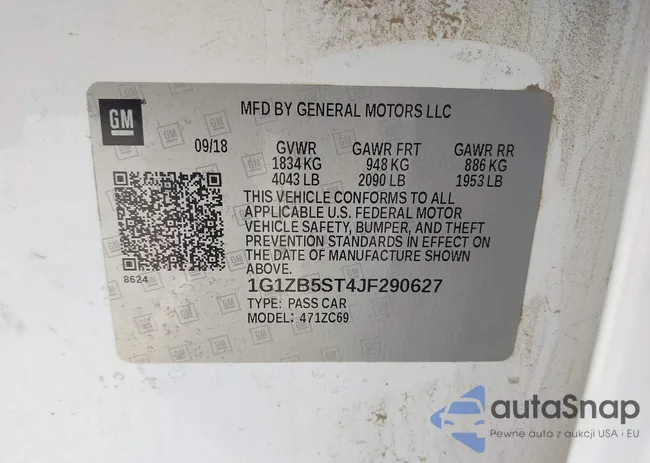 GM
MFD BY GENERAL MOTORS LLC
09/18 GVWR GAWR FRT GAWR RR
1834 KG 948 KG 886 KG
4043 LB 2090 LB 1953 LB
THIS VEHICLE CONFORMS TO ALL
APPLICABLE U.S. FEDERAL MOTOR
VEHICLE SAFETY, BUMPER, AND THEFT
PREVENTION STANDARDS IN EFFECT ON
THE DATE OF MANUFACTURE SHOWN
ABOVE.
8624
1G1ZB5ST4JF290627
TYPE: PASS CAR
MODEL: 471ZC69
autaSnap
Pewne auta z aukcji USA i EU